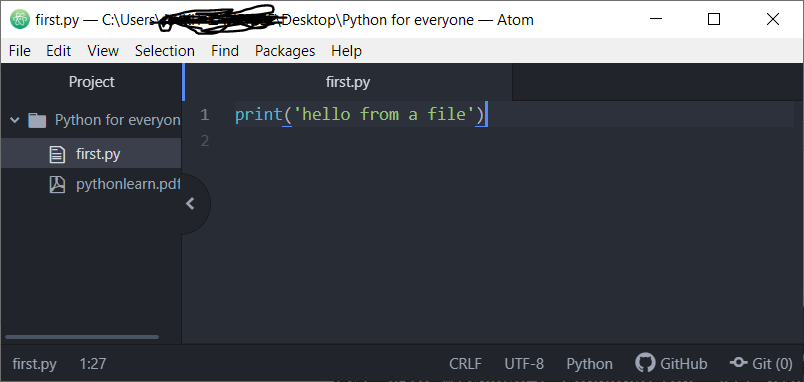 first.py — C:\Users\ \Desktop\Python for everyone — Atom
File Edit View Selection Find Packages Help
Project
first.py
Python for everyon
first.py
pythonlearn.pdf
1 print('hello from a file')
2
first.py 1:27 CRLF UTF-8 Python GitHub Git (0)